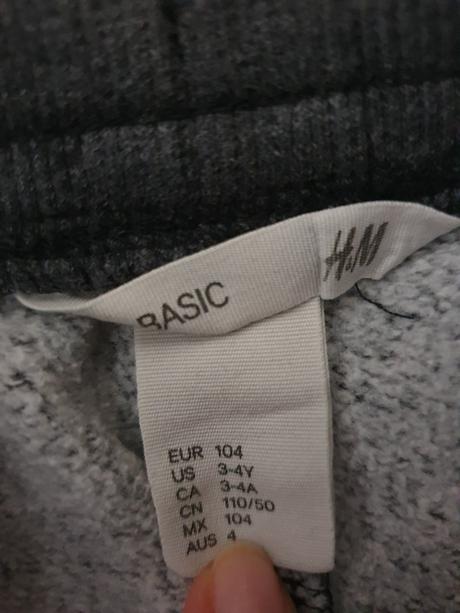 H&M
BASIC
EUR 104
US 3-4Y
CA 3-4A
CN 110/50
MX 104
AUS 4